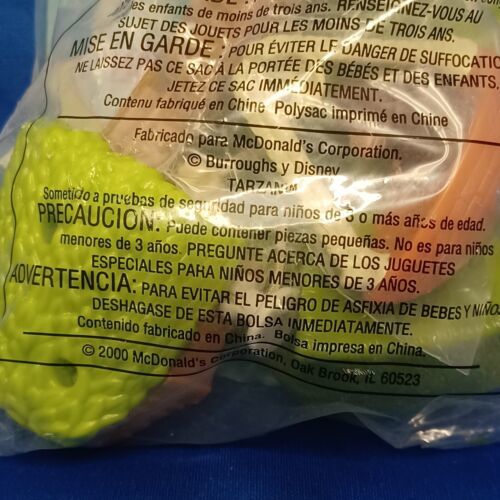 les enfants de moins de trois ans. RENSEIGNEZ-VOUS AU
SUJET DES JOUETS POUR LES MOINS DE TROIS ANS.
MISE EN GARDE : POUR ÉVITER LE DANGER DE SUFFOCATIO
NE LAISSEZ PAS CE SAC À LA PORTÉE DES BÉBÉS ET DES ENFANTS,
JETEZ CE SAC IMMÉDIATEMENT.
Contenu fabriqué en Chine Polysac imprimé en Chine
Fabricado para McDonald's Corporation.
© Burroughs y Disney
TARZAN™
Sometido a pruebas de seguridad para niños de 3 o más años de edad.
PRECAUCIÓN: Puede contener piezas pequeñas. No es para niños
menores de 3 años. PREGUNTE ACERCA DE LOS JUGUETES
ESPECIALES PARA NIÑOS MENORES DE 3 AÑOS.
ADVERTENCIA: PARA EVITAR EL PELIGRO DE ASFIXIA DE BEBES Y NIÑOS
DESHAGASE DE ESTA BOLSA INMEDIATAMENTE.
Contenido fabricado en China. Bolsa impresa en China.
© 2000 McDonald's Corporation, Oak Brook, IL 60523